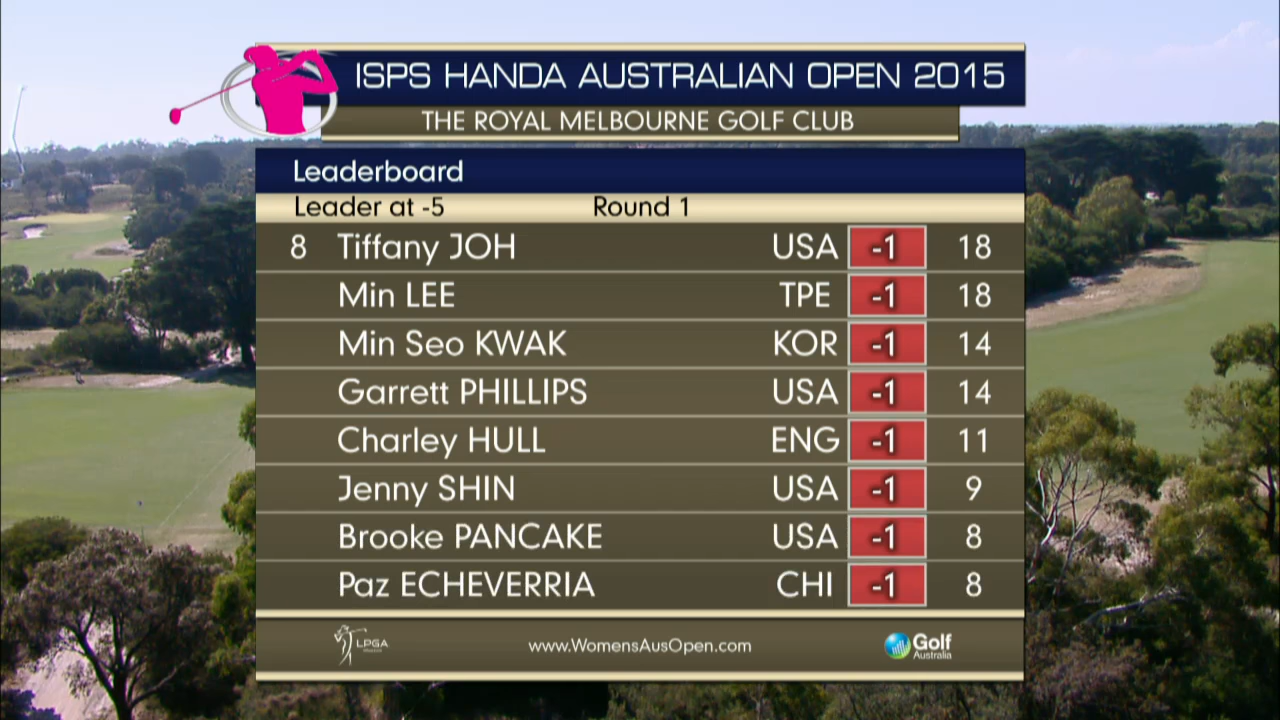 ISPS HANDA AUSTRALIAN OPEN 2015
THE ROYAL MELBOURNE GOLF CLUB
Leaderboard
Leader at -5 Round 1
8 Tiffany JOH USA -1 18
Min LEE TPE -1 18
Min Seo KWAK KOR -1 14
Garrett PHILLIPS USA -1 14
Charley HULL ENG -1 11
Jenny SHIN USA -1 9
Brooke PANCAKE USA -1 8
Paz ECHEVERRIA CHI -1 8
LPGA www.WomensAusOpen.com Golf
Australia